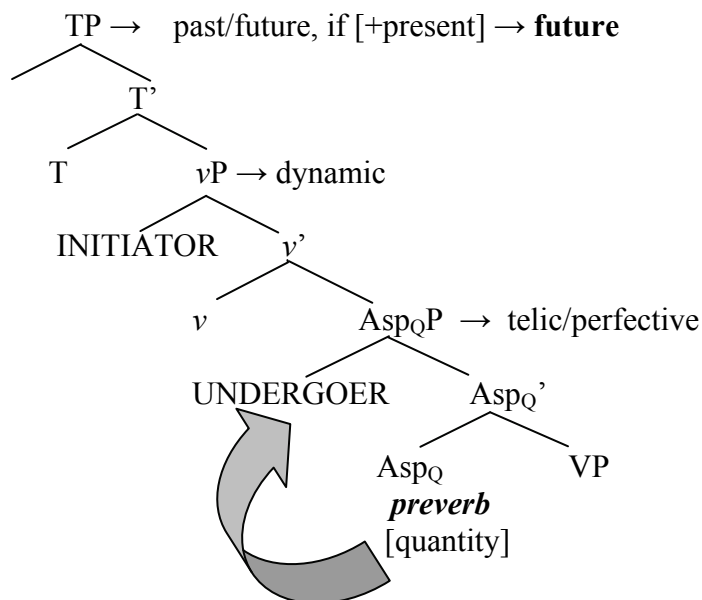 TP → past/future, if [+present] → future
T’
T vP → dynamic
INITIATOR v’
v AspQP → telic/perfective
UNDERGOER AspQ’
AspQ VP
preverb
[quantity]